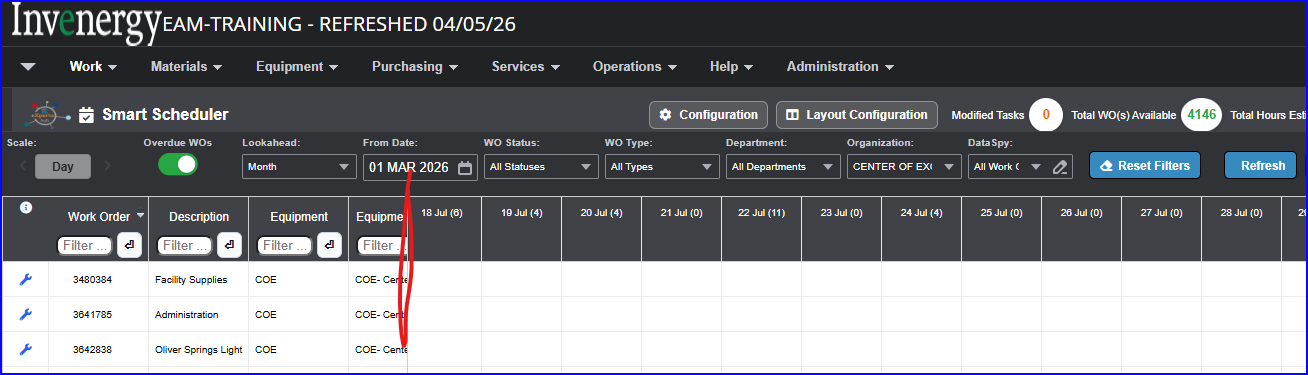 Invenergy EAM-TRAINING - REFRESHED 04/05/26
Work Materials Equipment Purchasing Services Operations Help Administration
Smart Scheduler Configuration Layout Configuration Modified Tasks 0 Total WO(s) Available 4146 Total Hours Esti
Scale: Overdue WOs Lookahead: From Date: WO Status: WO Type: Department: Organization: DataSpy:
Day Month 01 MAR 2026 All Statuses All Types All Departments CENTER OF EX( All Work ( Reset Filters Refresh
Work Order Description Equipment Equipme 18 Jul (6) 19 Jul (4) 20 Jul (4) 21 Jul (0) 22 Jul (11) 23 Jul (0) 24 Jul (4) 25 Jul (0) 26 Jul (0) 27 Jul (0) 28 Jul (0) 29
Filter ... Filter ... Filter ... Filter ...
3480384 Facility Supplies COE COE- Cente
3641785 Administration COE COE- Cente
3642838 Oliver Springs Light COE COE- Cente